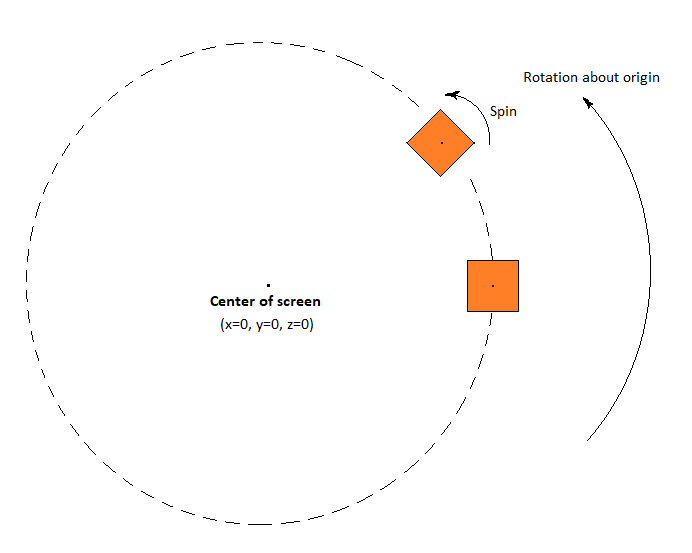 Rotation about origin
Spin
Center of screen
(x=0, y=0, z=0)